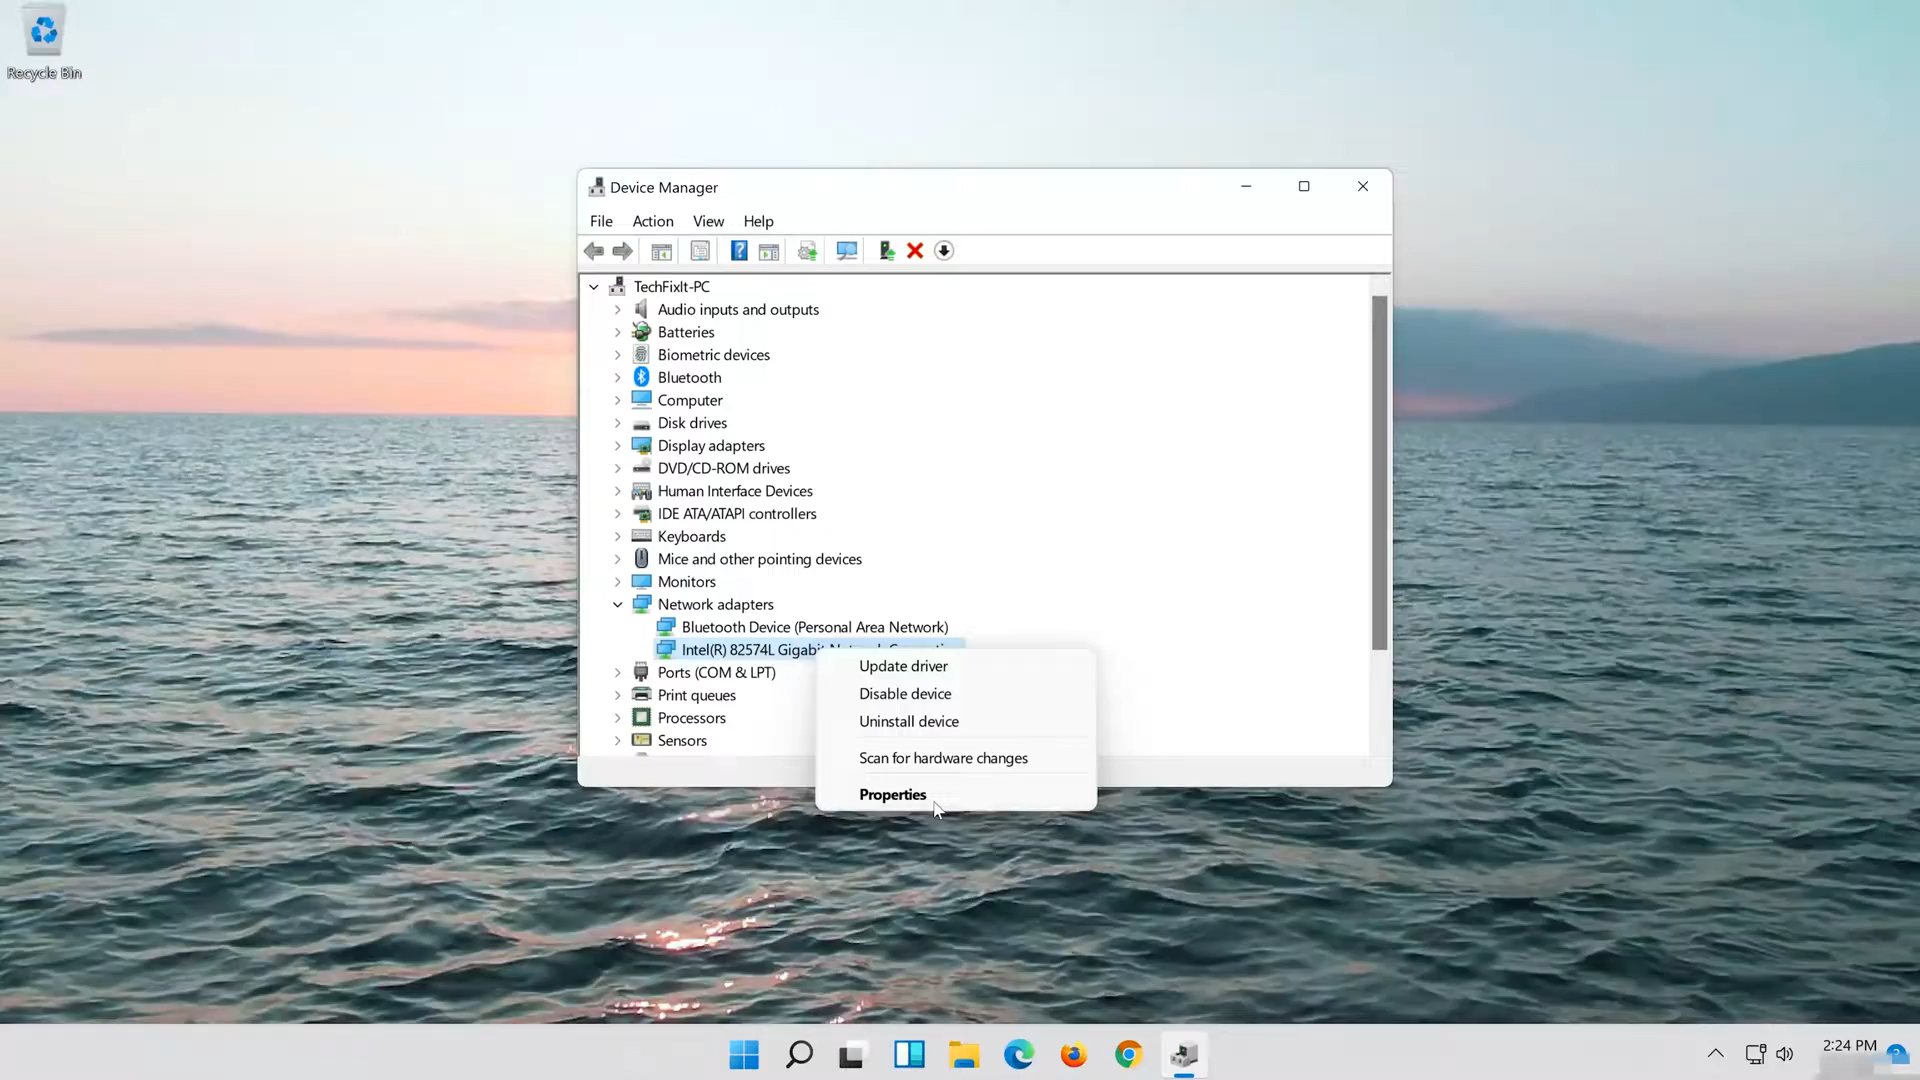 Recycle Bin
Device Manager
File Action View Help
TechFixIt-PC
Audio inputs and outputs
Batteries
Biometric devices
Bluetooth
Computer
Disk drives
Display adapters
DVD/CD-ROM drives
Human Interface Devices
IDE ATA/ATAPI controllers
Keyboards
Mice and other pointing devices
Monitors
Network adapters
Bluetooth Device (Personal Area Network)
Intel(R) 82574L Gigabit
Ports (COM & LPT)
Print queues
Processors
Sensors
Update driver
Disable device
Uninstall device
Scan for hardware changes
Properties
2:24 PM